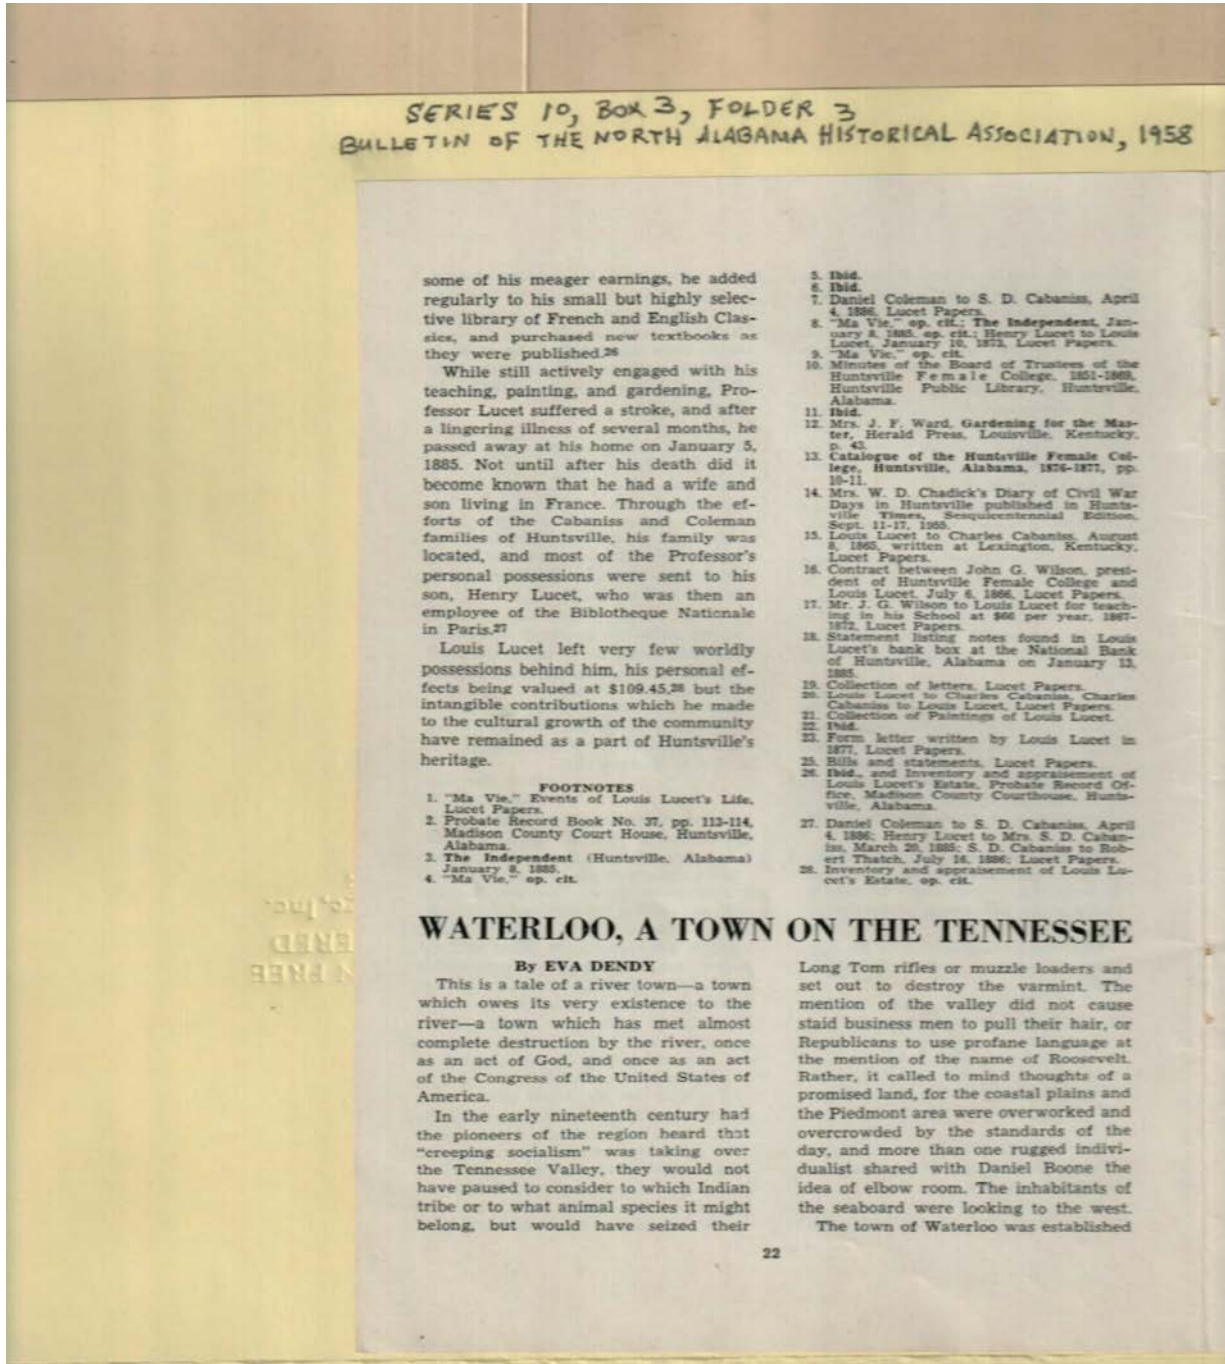 SERIES 10, BOX 3, FOLDER 3
BULLETIN OF THE NORTH ALABAMA HISTORICAL ASSOCIATION, 1958
some of his meager earnings, he added
regularly to his small but highly selec-
tive library of French and English Clas-
sics, and purchased new textbooks as
they were published.26
While still actively engaged with his
teaching, painting, and gardening, Pro-
fessor Lucet suffered a stroke, and after
a lingering illness of several months, he
passed away at his home on January 5,
1885. Not until after his death did it
become known that he had a wife and
son living in France. Through the ef-
forts of the Cabaniss and Coleman
families of Huntsville, his family was
located, and most of the Professor's
personal possessions were sent to his
son, Henry Lucet, who was then an
employee of the Biblotheque Nationale
in Paris.27
Louis Lucet left very few worldly
possessions behind him, his personal ef-
fects being valued at $109.45,28 but the
intangible contributions which he made
to the cultural growth of the community
have remained as a part of Huntsville's
heritage.
FOOTNOTES
1. "Ma Vie," Events of Louis Lucet's Life,
Lucet Papers.
2. Probate Record Book No. 37, pp. 113-114,
Madison County Court House, Huntsville,
Alabama.
3. The Independent (Huntsville, Alabama)
January 8, 1885.
4. "Ma Vie," op. cit.
5. Ibid.
6. Ibid.
7. Daniel Coleman to S. D. Cabaniss, April
4, 1886, Lucet Papers.
8. "Ma Vie," op. cit.; The Independent, Jan-
uary 8, 1885, op. cit.; Henry Lucet to Louis
Lucet, January 10, 1873, Lucet Papers.
9. "Ma Vie," op. cit.
10. Minutes of the Board of Trustees of the
Huntsville Female College, 1851-1869,
Huntsville Public Library, Huntsville,
Alabama.
11. Ibid.
12. Mrs. J. F. Ward, Gardening for the Mas-
ter, Herald Press, Louisville, Kentucky,
p. 43.
13. Catalogue of the Huntsville Female Col-
lege, Huntsville, Alabama, 1876-1877, pp.
10-11.
14. Mrs. W. D. Chadick's Diary of Civil War
Days in Huntsville published in Hunts-
ville Times, Sesquicentennial Edition,
Sept. 11-17, 1955.
15. Louis Lucet to Charles Cabaniss, August
8, 1865, written at Lexington, Kentucky,
Lucet Papers.
16. Contract between John G. Wilson, presi-
dent of Huntsville Female College and
Louis Lucet, July 6, 1866, Lucet Papers.
17. Mr. J. G. Wilson to Louis Lucet for teach-
ing in his School at $66 per year, 1867-
1872, Lucet Papers.
18. Statement listing notes found in Louis
Lucet's bank box at the National Bank
of Huntsville, Alabama on January 13,
1885.
19. Collection of letters, Lucet Papers.
20. Louis Lucet to Charles Cabaniss, Charles
Cabaniss to Louis Lucet, Lucet Papers.
21. Collection of Paintings of Louis Lucet.
22. Ibid.
23. Form letter written by Louis Lucet in
1877, Lucet Papers.
25. Bills and statements, Lucet Papers.
26. Ibid., and Inventory and appraisement of
Louis Lucet's Estate, Probate Record Of-
fice, Madison County Courthouse, Hunts-
ville, Alabama.
27. Daniel Coleman to S. D. Cabaniss, April
4, 1886; Henry Lucet to Mrs. S. D. Caban-
iss, March 20, 1885; S. D. Cabaniss to Rob-
ert Thatch, July 16, 1886; Lucet Papers.
28. Inventory and appraisement of Louis Lu-
cet's Estate, op. cit.
WATERLOO, A TOWN ON THE TENNESSEE
By EVA DENDY
This is a tale of a river town—a town
which owes its very existence to the
river—a town which has met almost
complete destruction by the river, once
as an act of God, and once as an act
of the Congress of the United States of
America.
In the early nineteenth century had
the pioneers of the region heard that
"creeping socialism" was taking over
the Tennessee Valley, they would not
have paused to consider to which Indian
tribe or to what animal species it might
belong, but would have seized their
Long Tom rifles or muzzle loaders and
set out to destroy the varmint. The
mention of the valley did not cause
staid business men to pull their hair, or
Republicans to use profane language at
the mention of the name of Roosevelt.
Rather, it called to mind thoughts of a
promised land, for the coastal plains and
the Piedmont area were overworked and
overcrowded by the standards of the
day, and more than one rugged indivi-
dualist shared with Daniel Boone the
idea of elbow room. The inhabitants of
the seaboard were looking to the west.
The town of Waterloo was established
22